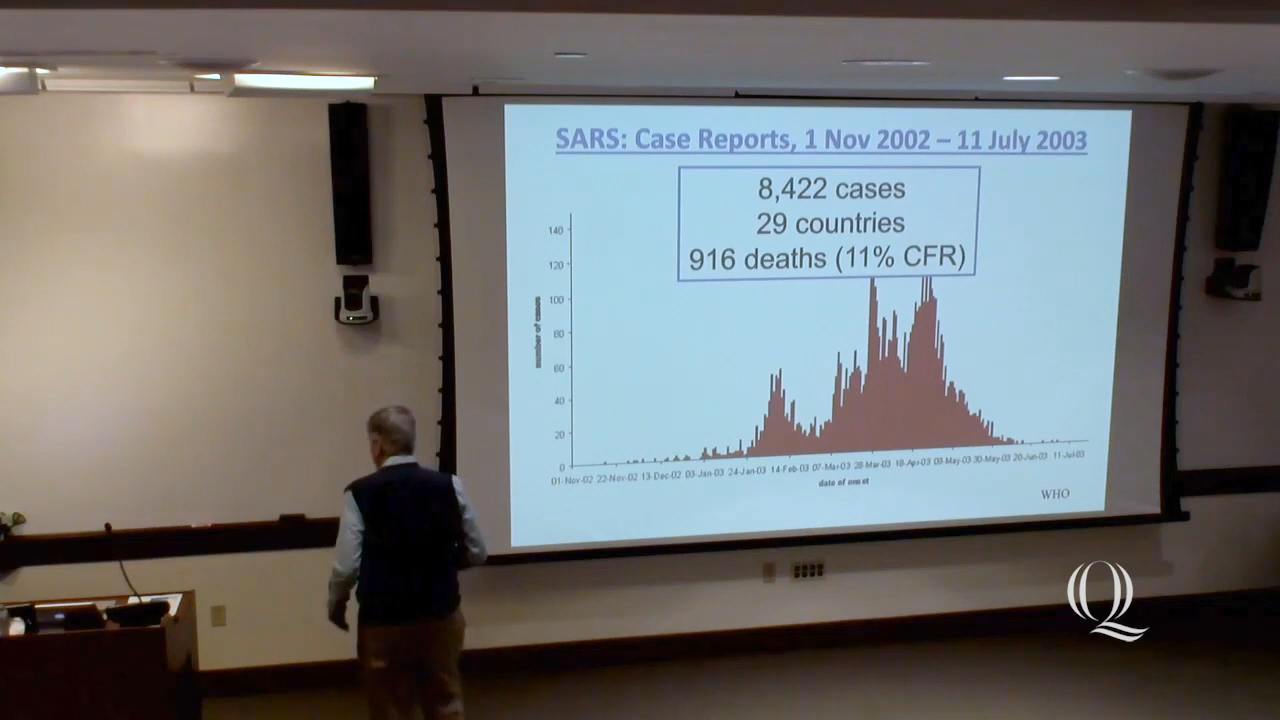 SARS: Case Reports, 1 Nov 2002 – 11 July 2003
8,422 cases
29 countries
916 deaths (11% CFR)
140
120
100
80
60
40
20
0
number of cases
01-Nov-02 22-Nov-02 13-Dec-02 03-Jan-03 24-Jan-03 14-Feb-03 07-Mar-03 28-Mar-03 18-Apr-03 09-May-03 30-May-03 20-Jun-03 11-Jul-03
date of onset
WHO
Q